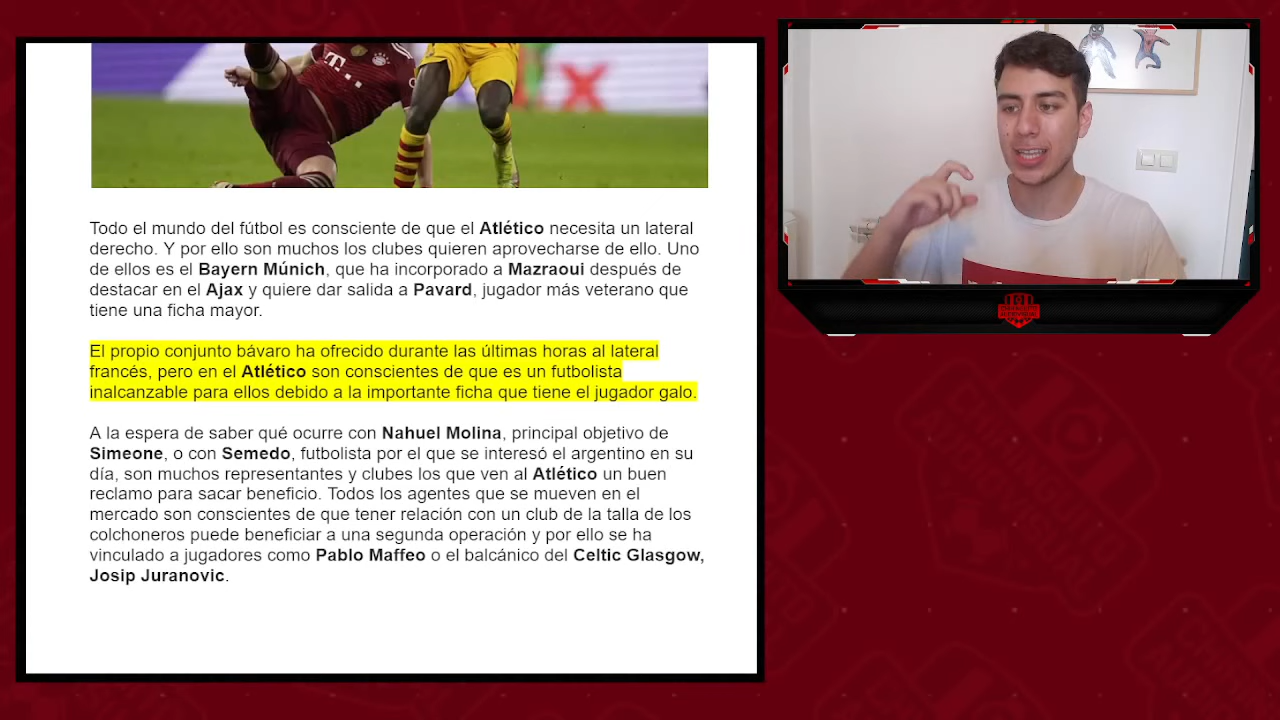 Todo el mundo del fútbol es consciente de que el Atlético necesita un lateral
derecho. Y por ello son muchos los clubes quieren aprovecharse de ello. Uno
de ellos es el Bayern Múnich, que ha incorporado a Mazraoui después de
destacar en el Ajax y quiere dar salida a Pavard, jugador más veterano que
tiene una ficha mayor.
El propio conjunto bávaro ha ofrecido durante las últimas horas al lateral
francés, pero en el Atlético son conscientes de que es un futbolista
inalcanzable para ellos debido a la importante ficha que tiene el jugador galo.
A la espera de saber qué ocurre con Nahuel Molina, principal objetivo de
Simeone, o con Semedo, futbolista por el que se interesó el argentino en su
día, son muchos representantes y clubes los que ven al Atlético un buen
reclamo para sacar beneficio. Todos los agentes que se mueven en el
mercado son conscientes de que tener relación con un club de la talla de los
colchoneros puede beneficiar a una segunda operación y por ello se ha
vinculado a jugadores como Pablo Maffeo o el balcánico del Celtic Glasgow,
Josip Juranovic.